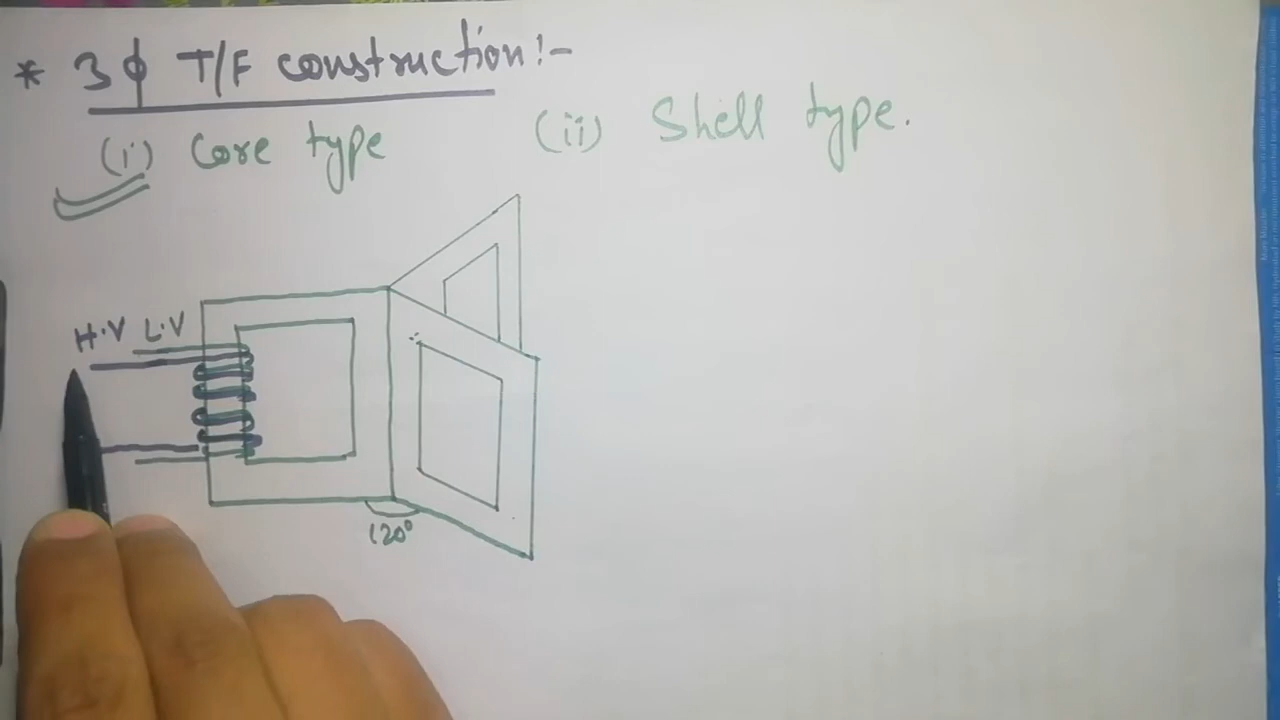 * 3ϕ T/F construction:-
(i) Core type (ii) Shell type.
H.V L.V
120°